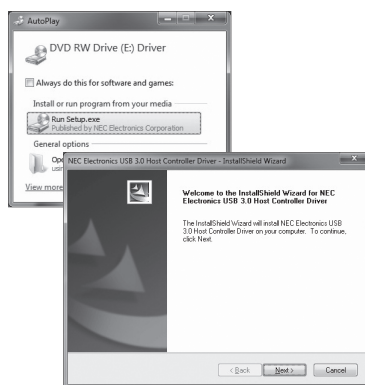 AutoPlay
DVD RW Drive (E:) Driver
Always do this for software and games:
Install or run program from your media
Run Setup.exe
Published by NEC Electronics Corporation
General options
View more
NEC Electronics USB 3.0 Host Controller Driver - InstallShield Wizard
Welcome to the InstallShield Wizard for NEC
Electronics USB 3.0 Host Controller Driver
The InstallShield Wizard will install NEC Electronics USB
3.0 Host Controller Driver on your computer. To continue,
click Next.
< Back Next > Cancel